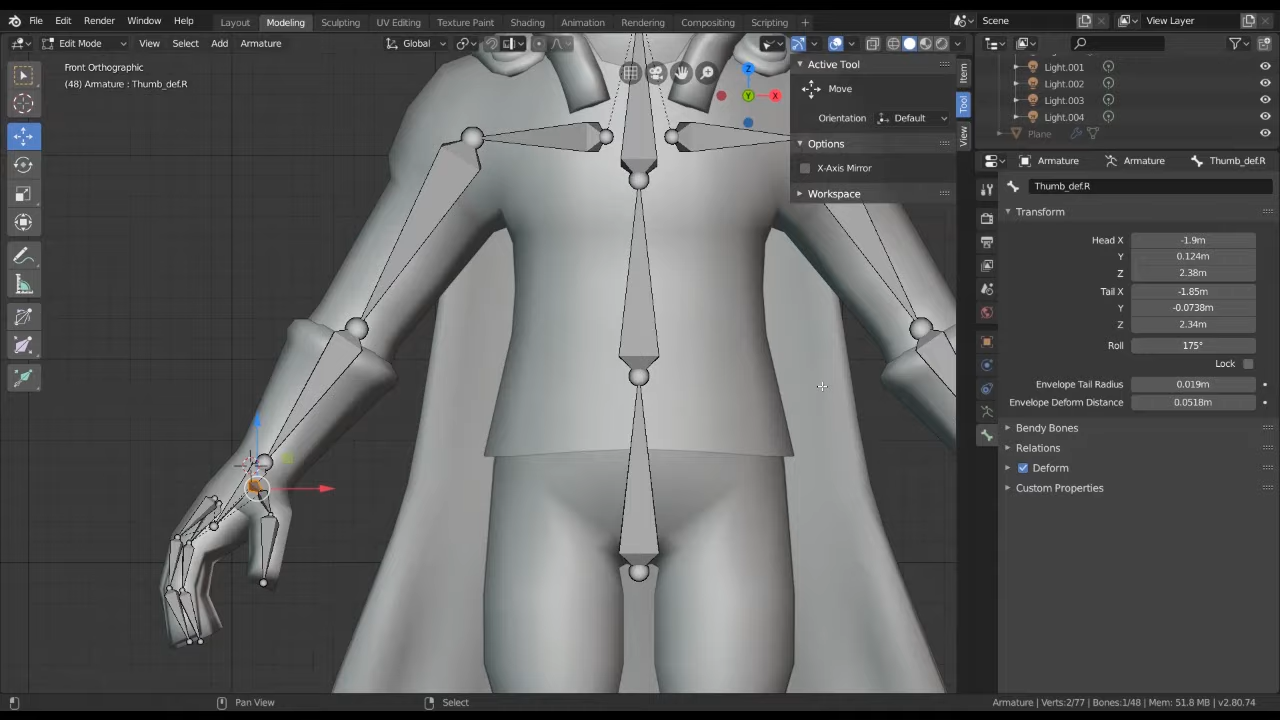 File Edit Render Window Help Layout Modeling Sculpting UV Editing Texture Paint Shading Animation Rendering Compositing Scripting + Scene View Layer
Edit Mode View Select Add Armature Global
Front Orthographic
(48) Armature : Thumb_def.R
Z
Y
X
Active Tool
Move
Orientation Default
Options
X-Axis Mirror
Workspace
Item
Tool
View
Light.001
Light.002
Light.003
Light.004
Plane
Armature Armature Thumb_def.R
Thumb_def.R
Transform
Head X -1.9m
Y 0.124m
Z 2.38m
Tail X -1.85m
Y -0.0738m
Z 2.34m
Roll 175°
Lock
Envelope Tail Radius 0.019m
Envelope Deform Distance 0.0518m
Bendy Bones
Relations
Deform
Custom Properties
Pan View Select Armature | Verts:2/77 | Bones:1/48 | Mem: 51.8 MB | v2.80.74